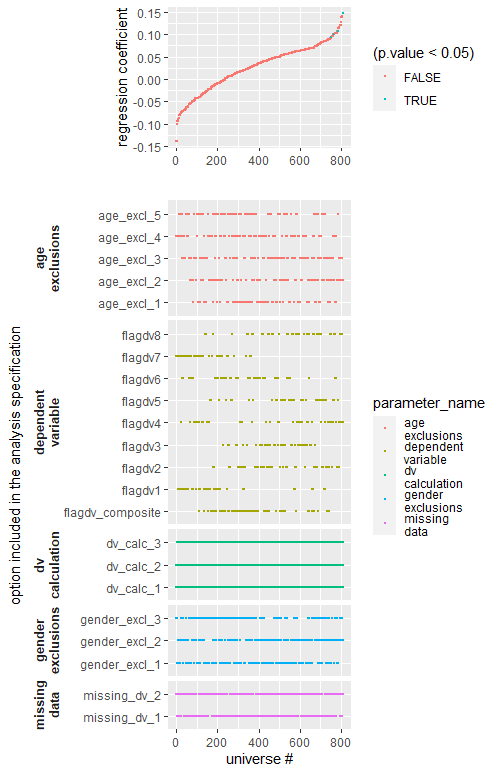 regression coefficient
0.15
0.10
0.05
0.00
-0.05
-0.10
-0.15
0 200 400 600 800
(p.value < 0.05)
FALSE
TRUE
option included in the analysis specification
age
exclusions
age_excl_5
age_excl_4
age_excl_3
age_excl_2
age_excl_1
dependent
variable
flagdv8
flagdv7
flagdv6
flagdv5
flagdv4
flagdv3
flagdv2
flagdv1
flagdv_composite
dv
calculation
dv_calc_3
dv_calc_2
dv_calc_1
gender
exclusions
gender_excl_3
gender_excl_2
gender_excl_1
missing
data
missing_dv_2
missing_dv_1
0 200 400 600 800
universe #
parameter_name
age
exclusions
dependent
variable
dv
calculation
gender
exclusions
missing
data